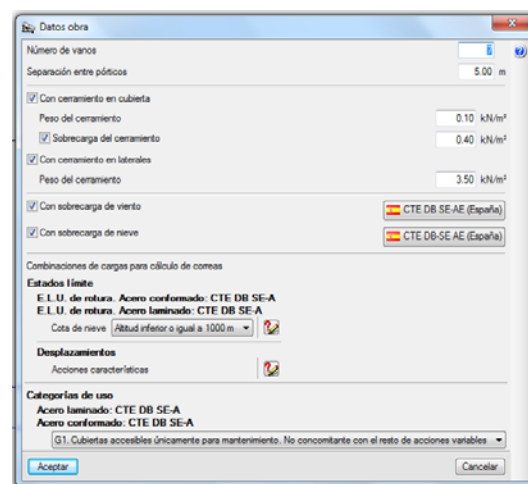 Datos obra
Número de vanos
Separación entre pórticos 5.00 m
Con cerramiento en cubierta
Peso del cerramiento 0.10 kN/m²
Sobrecarga del cerramiento 0.40 kN/m²
Con cerramiento en laterales
Peso del cerramiento 3.50 kN/m²
Con sobrecarga de viento CTE DB SE-AE (España)
Con sobrecarga de nieve CTE DB-SE AE (España)
Combinaciones de cargas para cálculo de correas
Estados límite
E.L.U. de rotura. Acero conformado: CTE DB SE-A
E.L.U. de rotura. Acero laminado: CTE DB SE-A
Cota de nieve Altitud inferior o igual a 1000 m
Desplazamientos
Acciones características
Categorías de uso
Acero laminado: CTE DB SE-A
Acero conformado: CTE DB SE-A
G1. Cubiertas accesibles únicamente para mantenimiento. No concomitante con el resto de acciones variables
Aceptar Cancelar